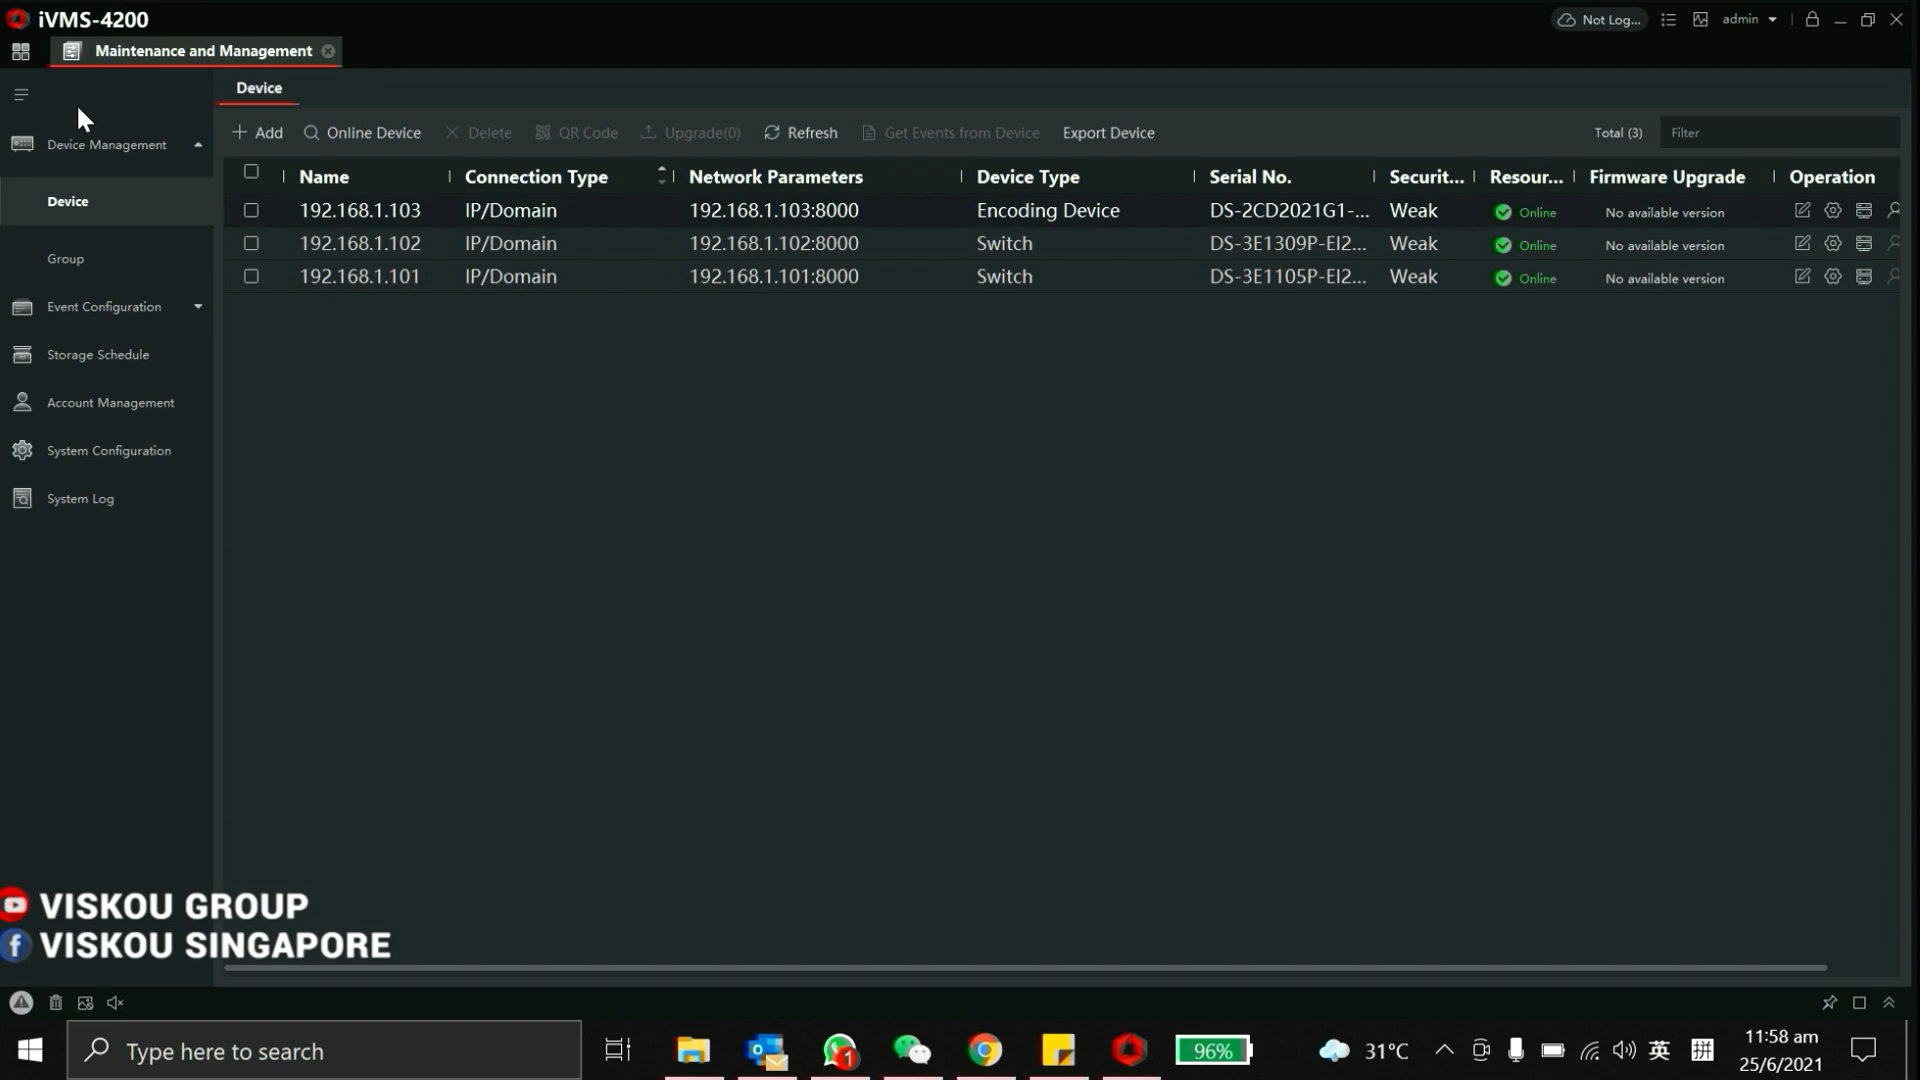 iVMS-4200
Not Log...
admin
Maintenance and Management
Device
Add
Online Device
Delete
QR Code
Upgrade(0)
Refresh
Get Events from Device
Export Device
Total (3)
Filter
Device Management
Device
Group
Event Configuration
Storage Schedule
Account Management
System Configuration
System Log
Name Connection Type Network Parameters Device Type Serial No. Securit... Resour... Firmware Upgrade Operation
192.168.1.103 IP/Domain 192.168.1.103:8000 Encoding Device DS-2CD2021G1-... Weak Online No available version
192.168.1.102 IP/Domain 192.168.1.102:8000 Switch DS-3E1309P-EI2... Weak Online No available version
192.168.1.101 IP/Domain 192.168.1.101:8000 Switch DS-3E1105P-EI2... Weak Online No available version
VISKOU GROUP
VISKOU SINGAPORE
Type here to search
1
96%
31°C
英
拼
11:58 am
25/6/2021